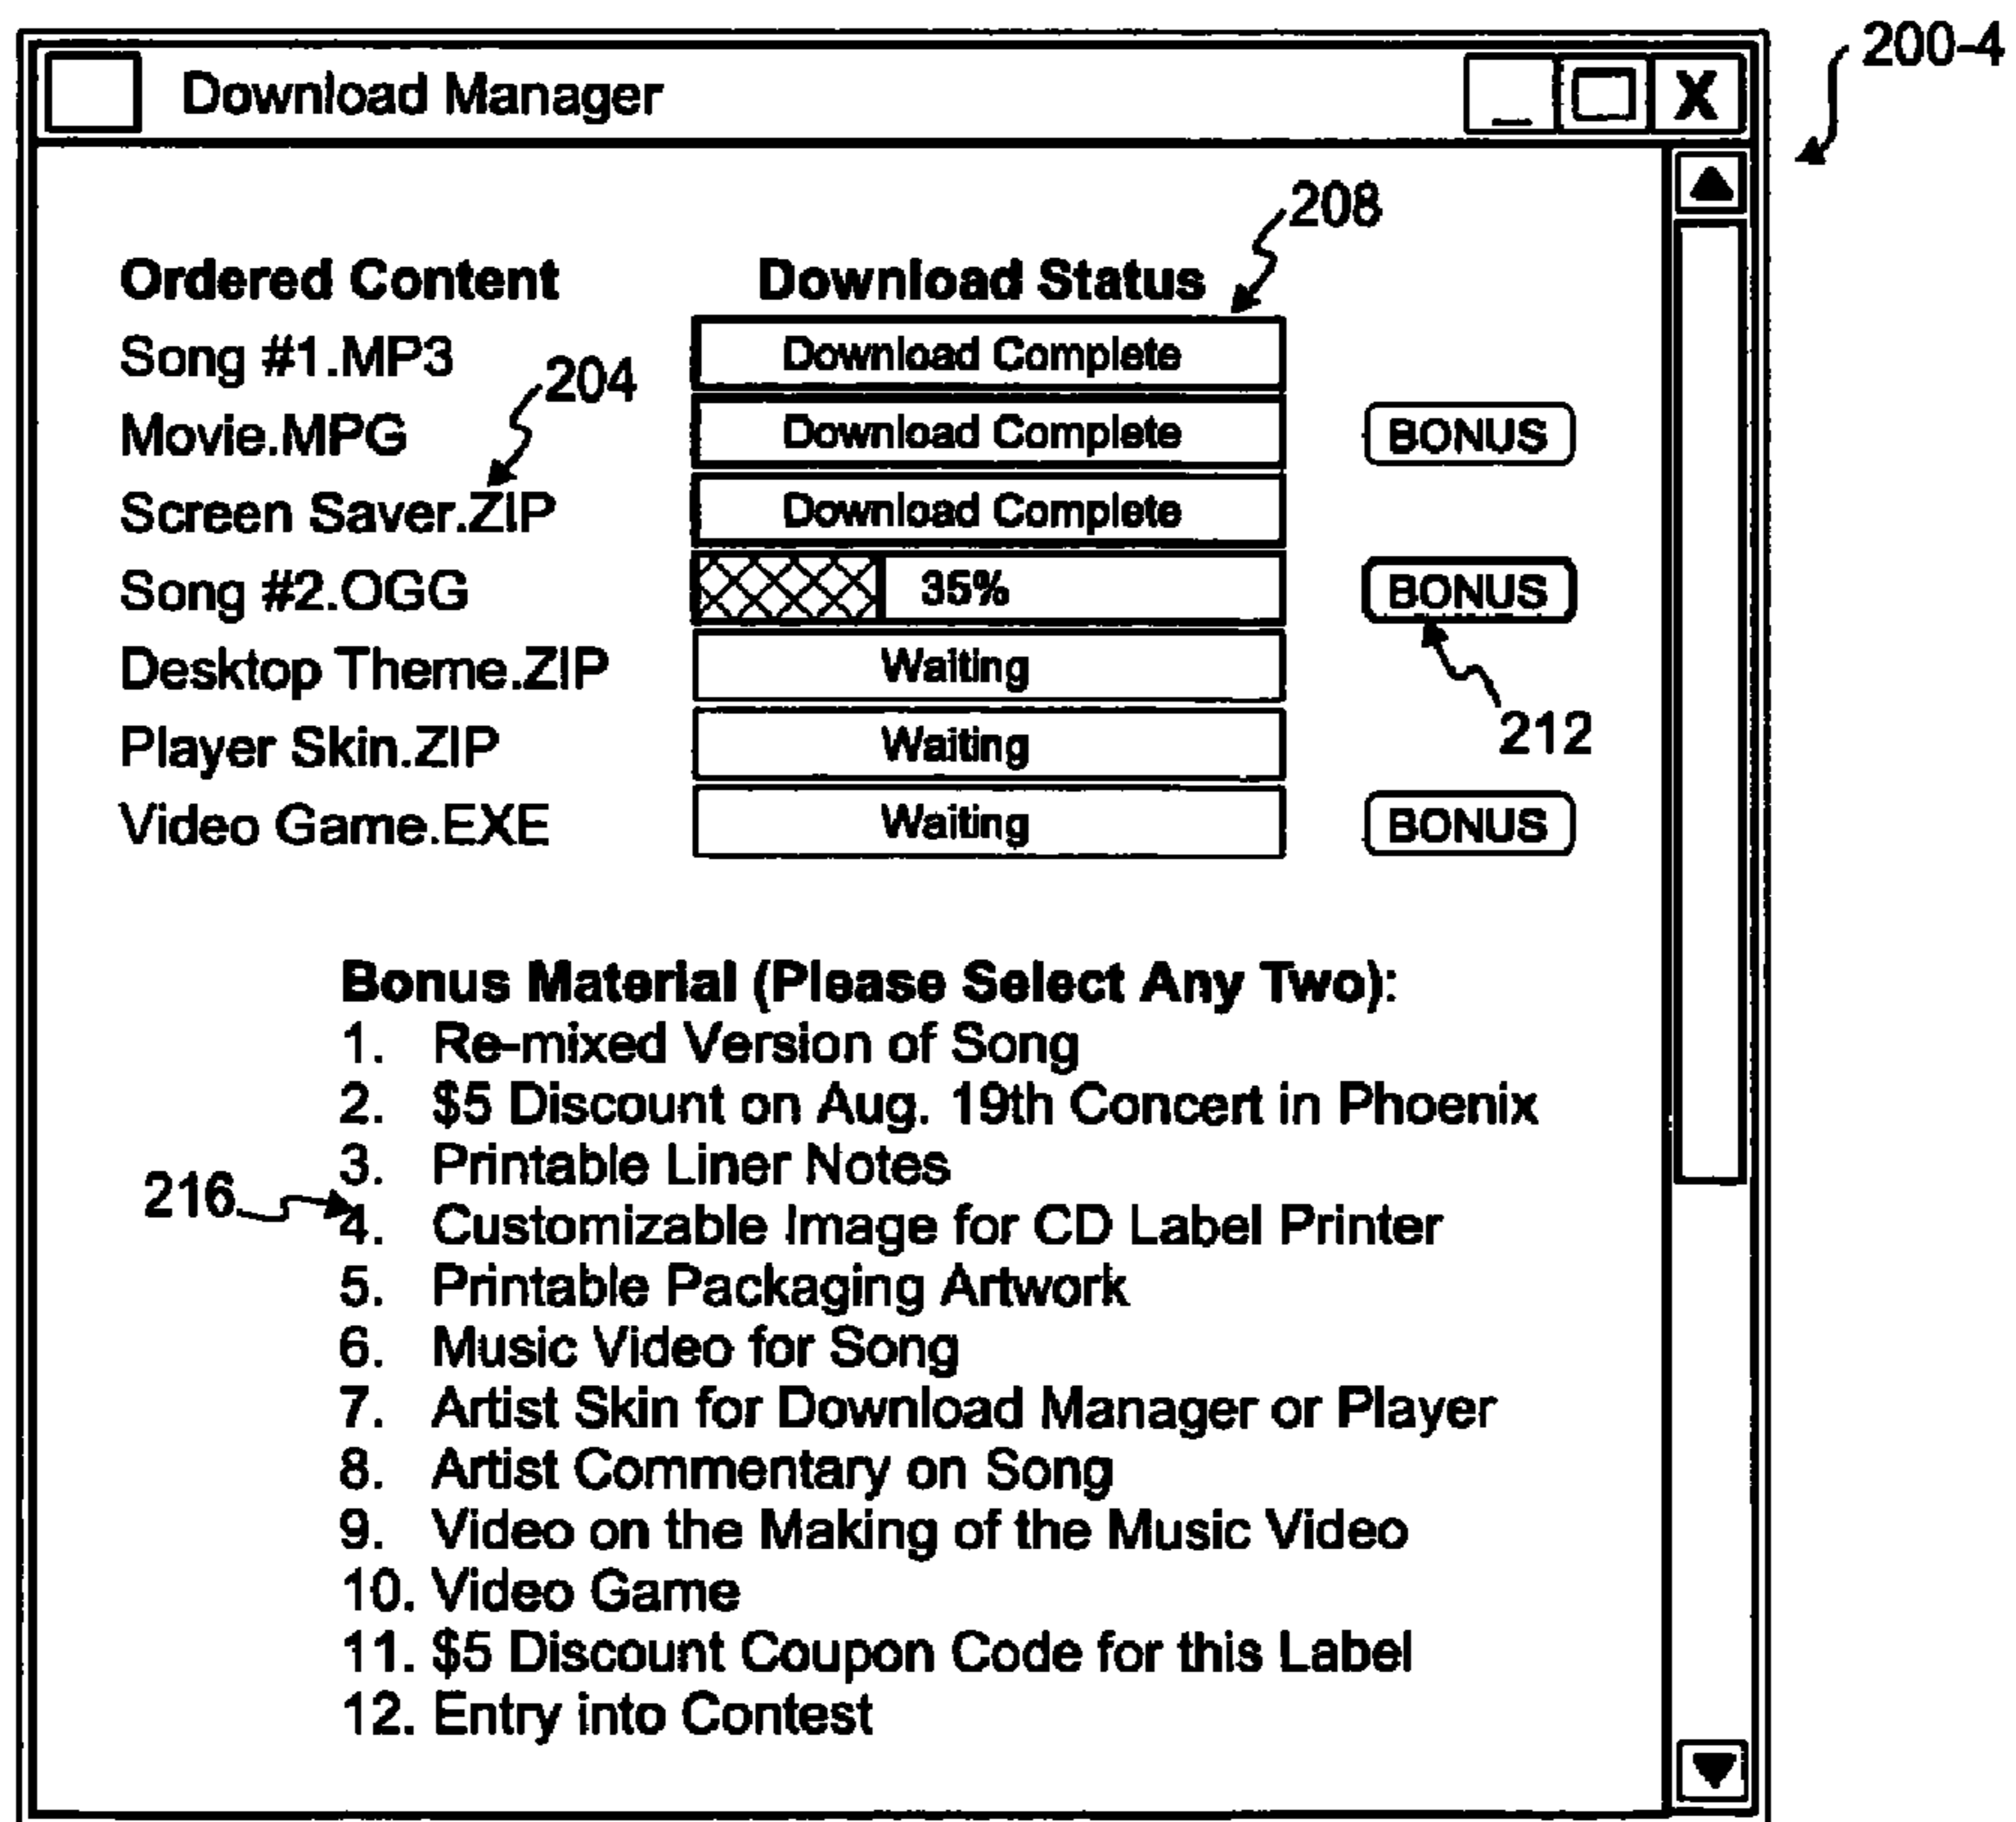 200-4
Download Manager
_ X
208
Ordered Content Download Status
Song #1.MP3 Download Complete
204
Movie.MPG Download Complete BONUS
Screen Saver.ZIP Download Complete
Song #2.OGG 35% BONUS
Desktop Theme.ZIP Waiting
212
Player Skin.ZIP Waiting
Video Game.EXE Waiting BONUS
Bonus Material (Please Select Any Two):
1. Re-mixed Version of Song
2. $5 Discount on Aug. 19th Concert in Phoenix
3. Printable Liner Notes
216
4. Customizable Image for CD Label Printer
5. Printable Packaging Artwork
6. Music Video for Song
7. Artist Skin for Download Manager or Player
8. Artist Commentary on Song
9. Video on the Making of the Music Video
10. Video Game
11. $5 Discount Coupon Code for this Label
12. Entry into Contest